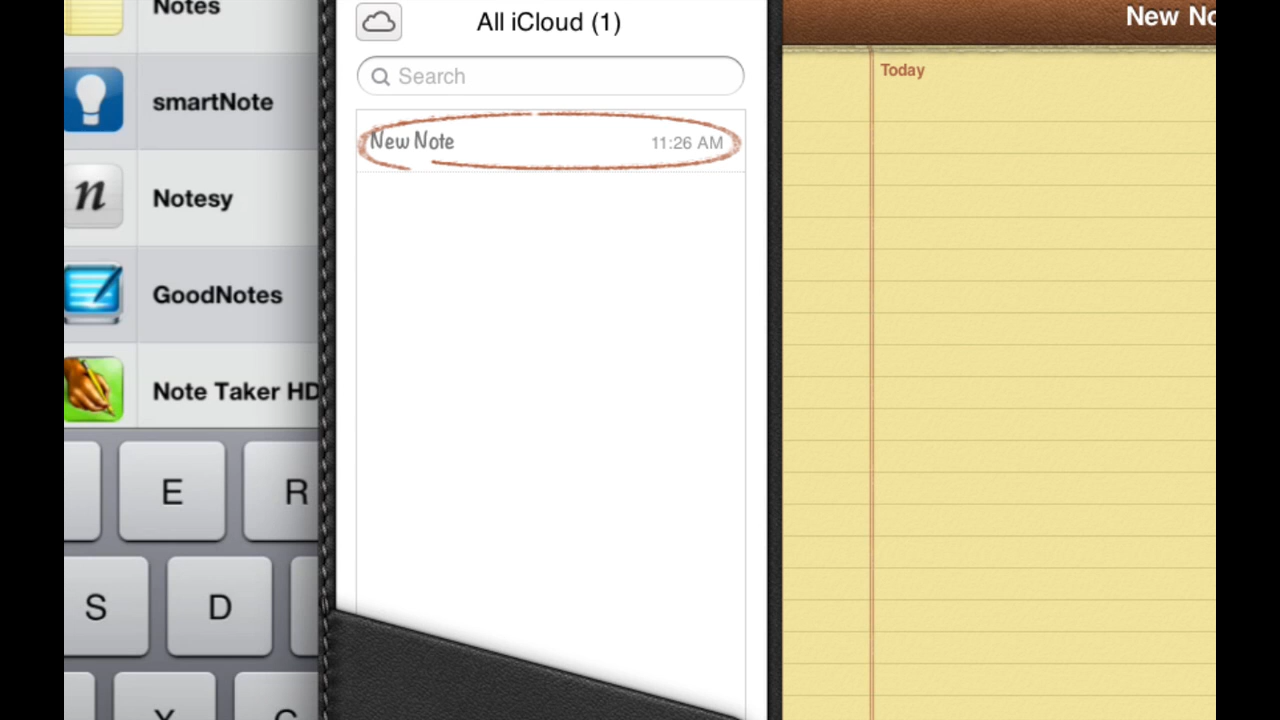 Notes
smartNote
n
Notesy
GoodNotes
Note Taker HD
E
R
S
D
All iCloud (1)
Search
New Note
11:26 AM
New No
Today